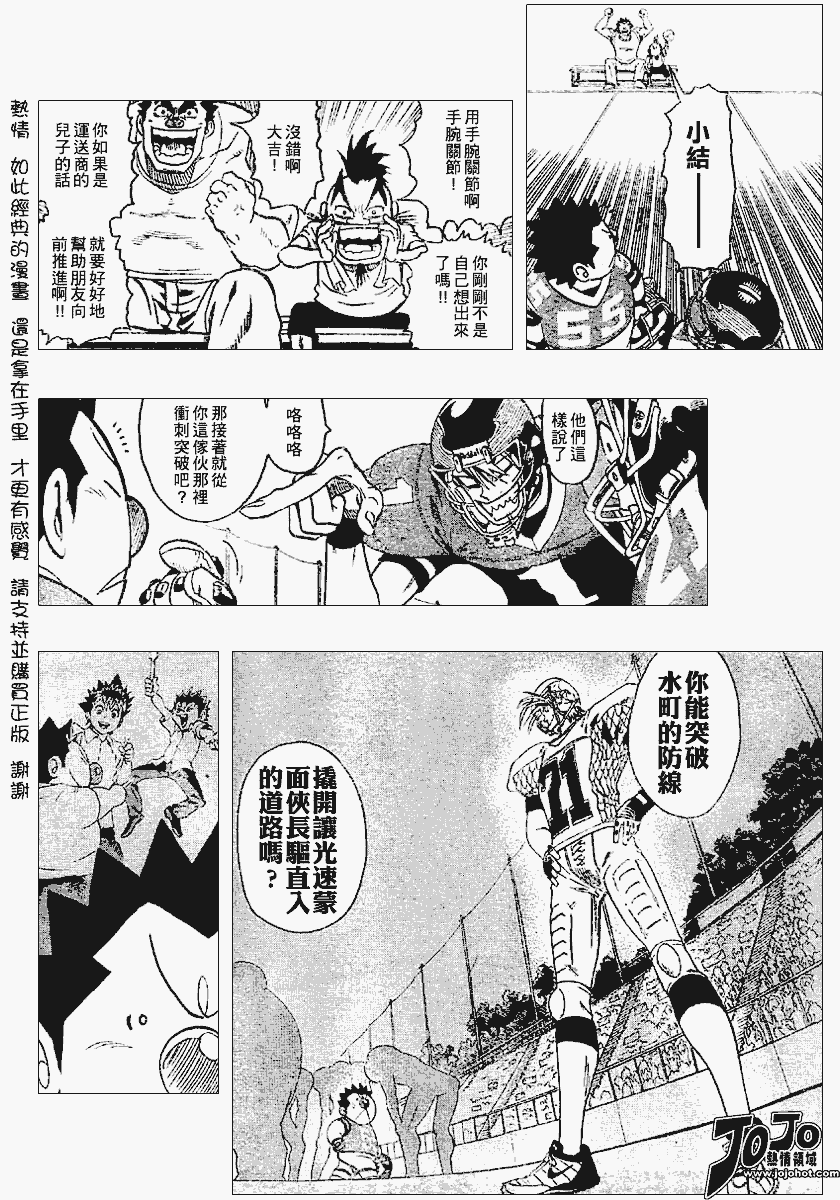 小結——
用手腕關節啊
手腕關節！
你剛剛不是
自己想出來
了嗎!!
沒錯啊
大吉！
你如果是
運送商的
兒子的話
就要好好地
幫助朋友向
前推進啊!!
55
他們這
樣說了
咯咯咯
那接著就從
你這傢伙那裡
衝刺突破吧？
1
你能突破
水町的防線
撬開讓光速蒙
面俠長驅直入
的道路嗎？
71
熱情 如此經典的漫畫 還是拿在手里 才更有感覺 請支持並購買正版 謝謝
JOJO
熱情領域
www.jojohot.com